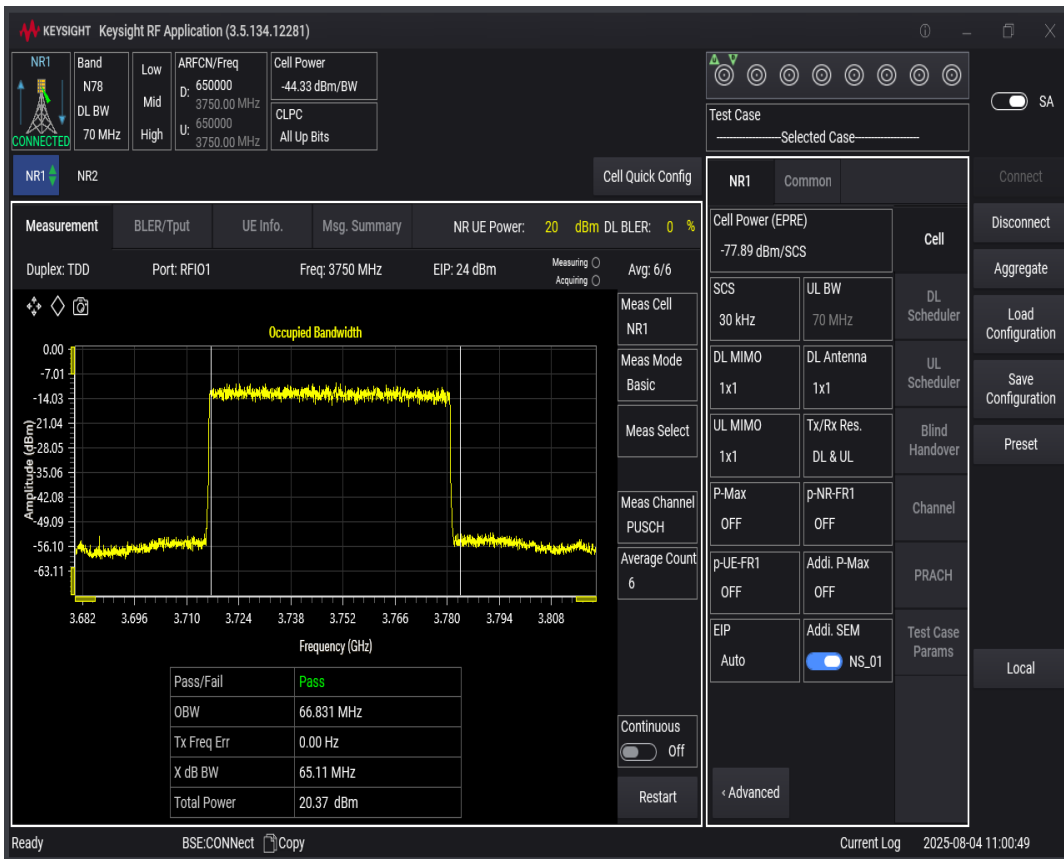 KEYSIGHT Keysight RF Application (3.5.134.12281)
NR1
CONNECTED
Band
N78
DL BW
70 MHz
Low
Mid
High
ARFCN/Freq
D: 650000
3750.00 MHz
U: 650000
3750.00 MHz
Cell Power
-44.33 dBm/BW
CLPC
All Up Bits
Test Case
Selected Case
SA
NR1 NR2 Cell Quick Config
Measurement BLER/Tput UE Info. Msg. Summary NR UE Power: 20 dBm DL BLER: 0 %
Duplex: TDD Port: RFIO1 Freq: 3750 MHz EIP: 24 dBm Measuring Acquiring Avg: 6/6
Occupied Bandwidth
Amplitude (dBm)
0.00
-7.01
-14.03
-21.04
-28.05
-35.06
-42.08
-49.09
-56.10
-63.11
3.682 3.696 3.710 3.724 3.738 3.752 3.766 3.780 3.794 3.808
Frequency (GHz)
Pass/Fail Pass
OBW 66.831 MHz
Tx Freq Err 0.00 Hz
X dB BW 65.11 MHz
Total Power 20.37 dBm
Meas Cell
NR1
Meas Mode
Basic
Meas Select
Meas Channel
PUSCH
Average Count
6
Continuous
Off
Restart
NR1 Common
Cell Power (EPRE)
-77.89 dBm/SCS
SCS
30 kHz
UL BW
70 MHz
DL MIMO
1x1
DL Antenna
1x1
UL MIMO
1x1
Tx/Rx Res.
DL & UL
P-Max
OFF
p-NR-FR1
OFF
p-UE-FR1
OFF
Addi. P-Max
OFF
EIP
Auto
Addi. SEM
NS_01
‹ Advanced
Cell
DL
Scheduler
UL
Scheduler
Blind
Handover
Channel
PRACH
Test Case
Params
Connect
Disconnect
Aggregate
Load
Configuration
Save
Configuration
Preset
Local
Ready BSE:CONNect Copy Current Log 2025-08-04 11:00:49